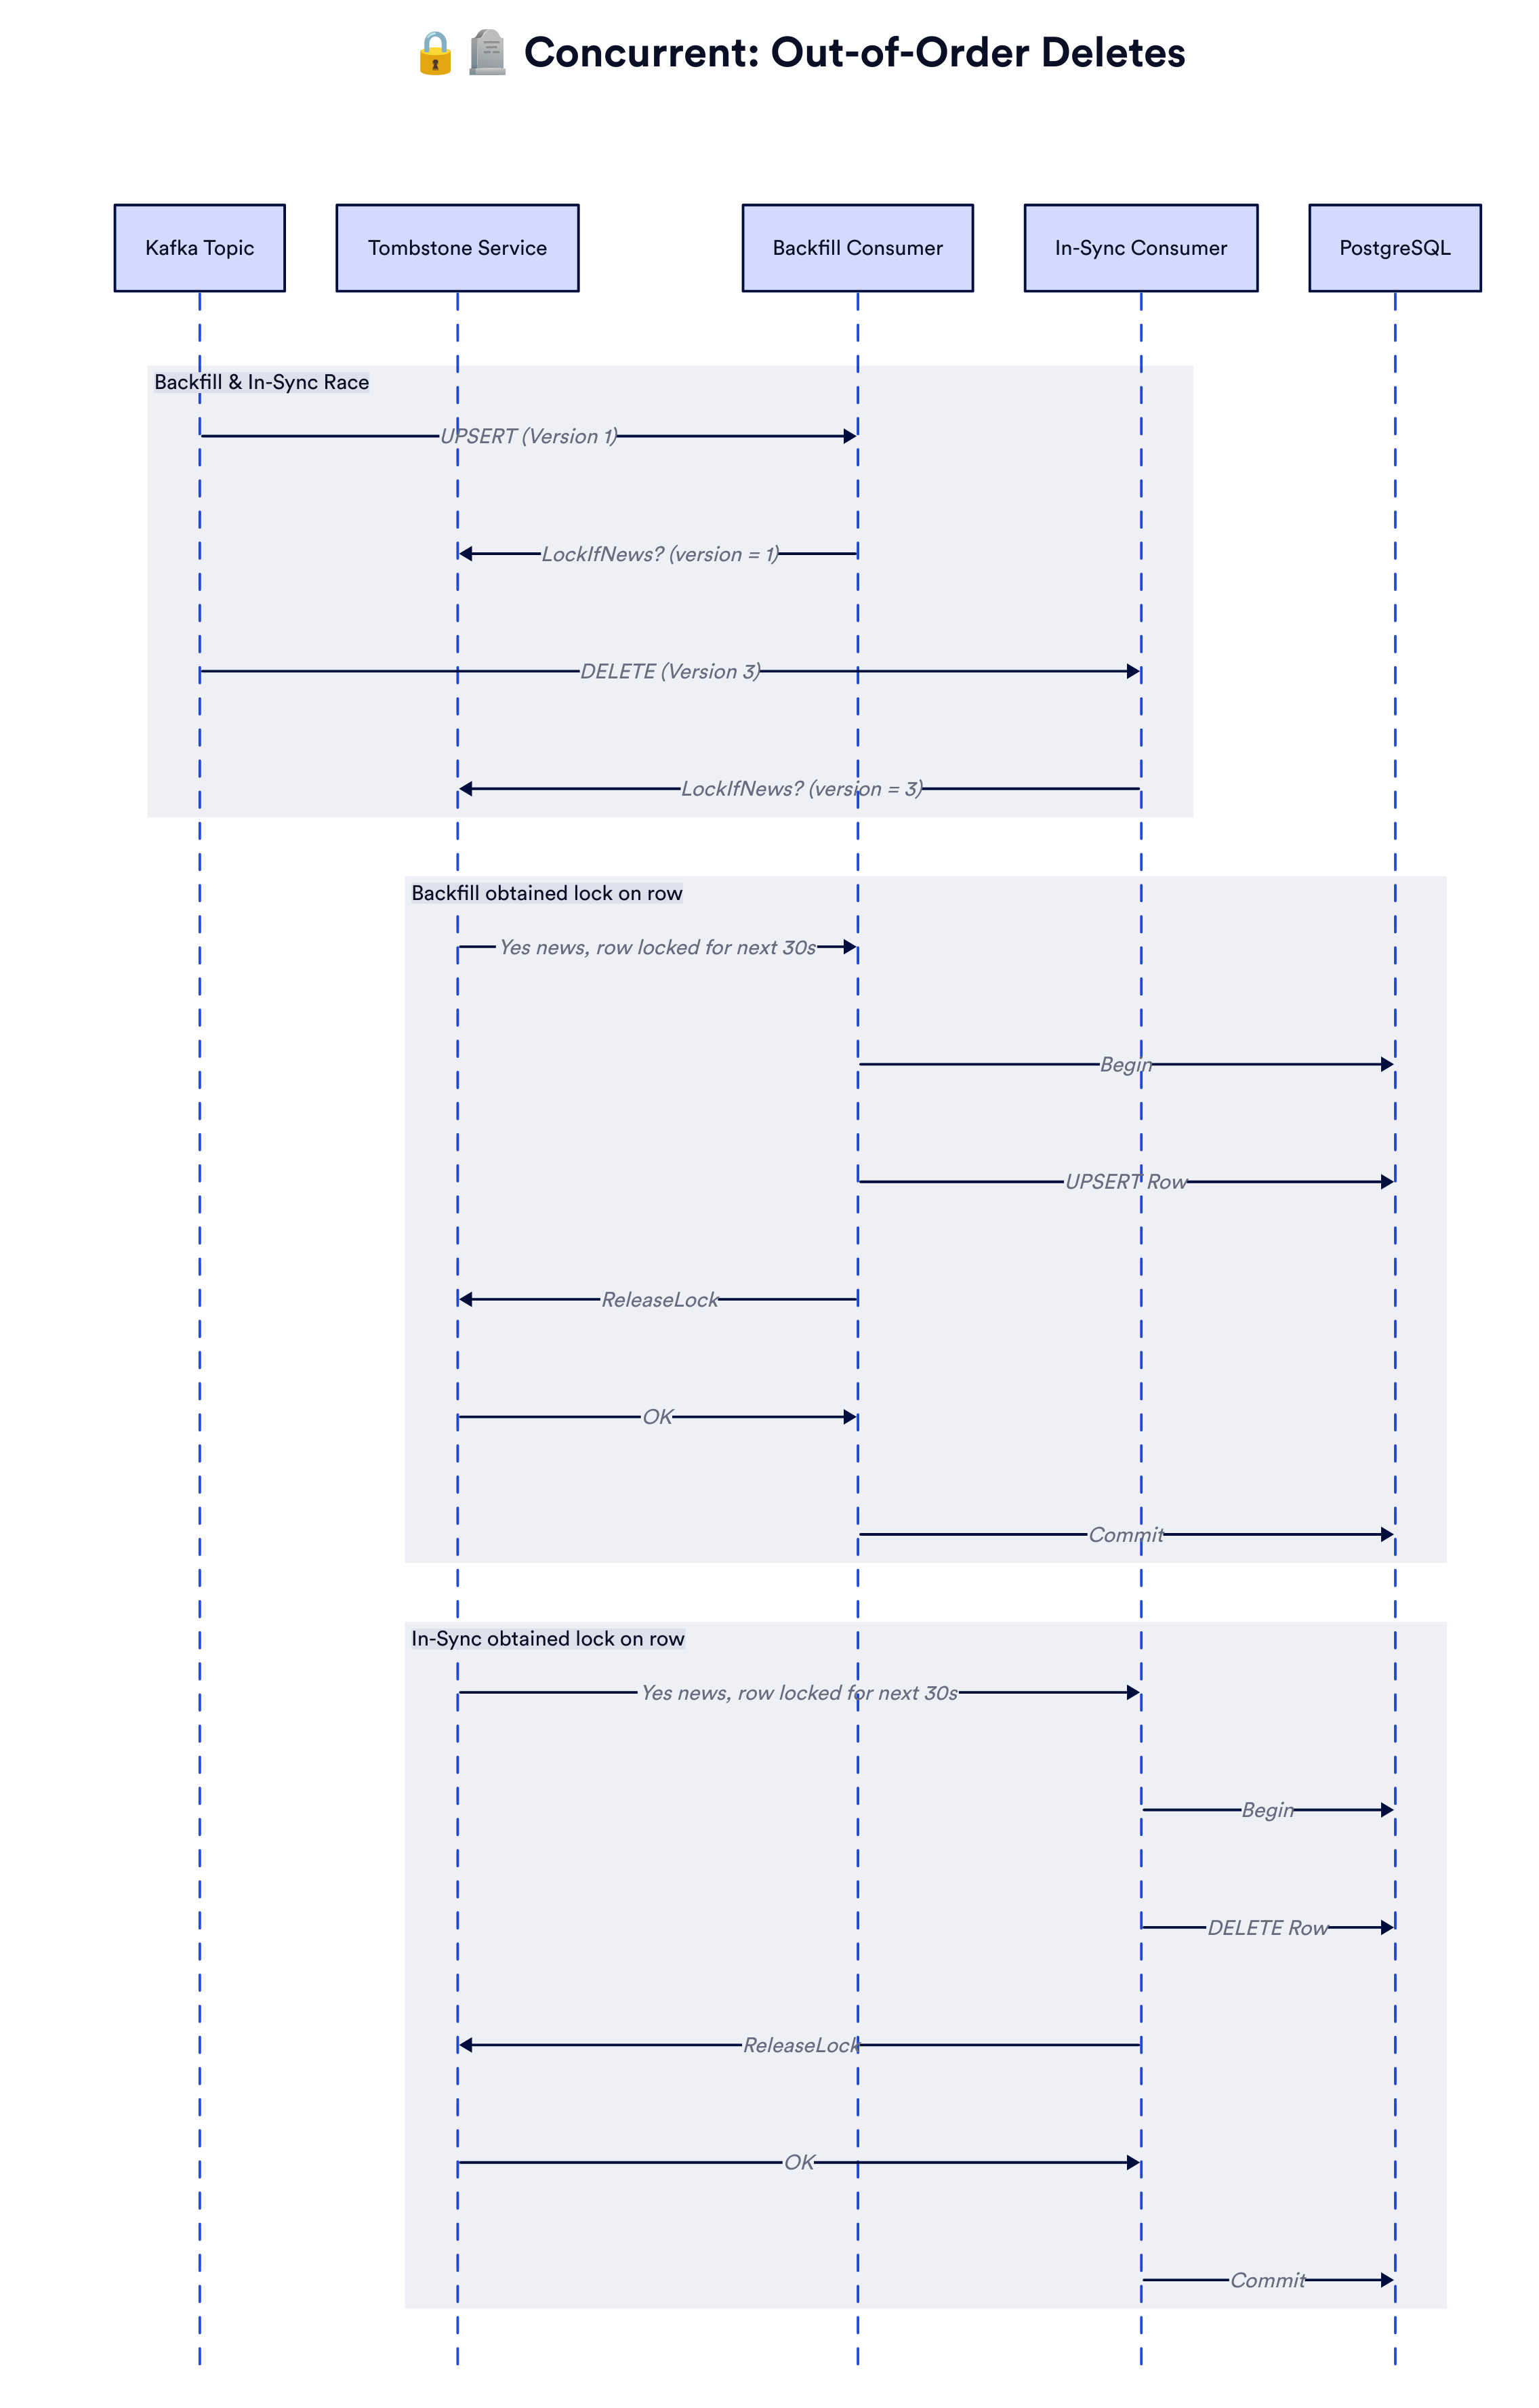 🔒🪦 Concurrent: Out-of-Order Deletes
Kafka Topic
Tombstone Service
Backfill Consumer
In-Sync Consumer
PostgreSQL
Backfill & In-Sync Race
UPSERT (Version 1)
LockIfNews? (version = 1)
DELETE (Version 3)
LockIfNews? (version = 3)
Backfill obtained lock on row
Yes news, row locked for next 30s
Begin
UPSERT Row
ReleaseLock
OK
Commit
In-Sync obtained lock on row
Yes news, row locked for next 30s
Begin
DELETE Row
ReleaseLock
OK
Commit